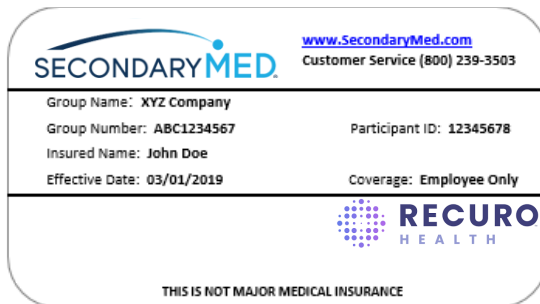 SECONDARYMED
www.SecondaryMed.com
Customer Service (800) 239-3503
Group Name: XYZ Company
Group Number: ABC1234567
Participant ID: 12345678
Insured Name: John Doe
Effective Date: 03/01/2019
Coverage: Employee Only
RECURO
HEALTH
THIS IS NOT MAJOR MEDICAL INSURANCE